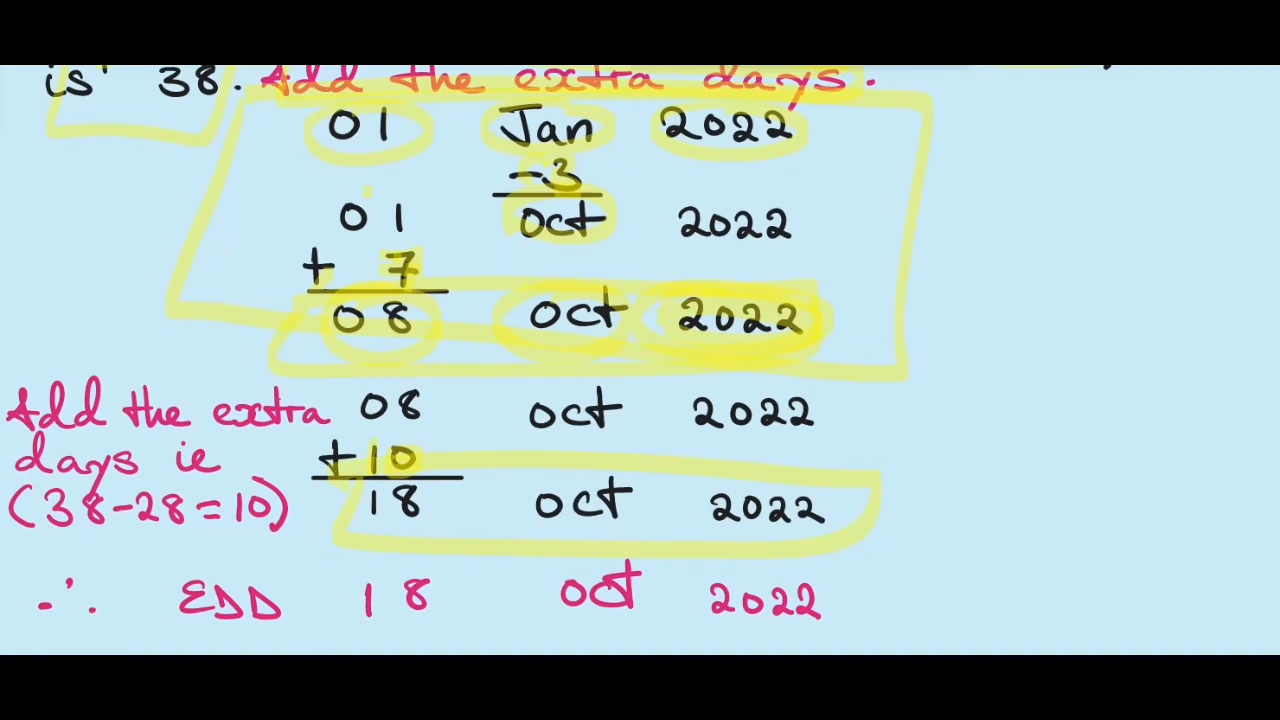 is' 38. Add the extra days.
01 Jan 2022
-3
01 Oct 2022
+ 7
08 Oct 2022
Add the extra 08 Oct 2022
days ie +10
(38-28=10) 18 Oct 2022
∴ EDD 18 Oct 2022